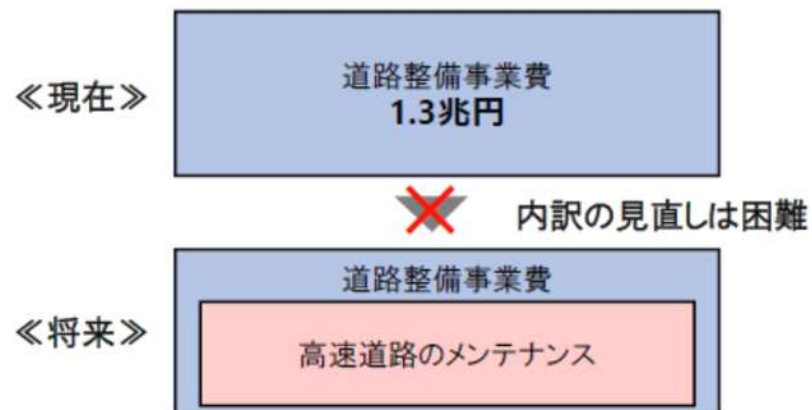 ≪現在≫
道路整備事業費
1.3兆円
内訳の見直しは困難
≪将来≫
道路整備事業費
高速道路のメンテナンス